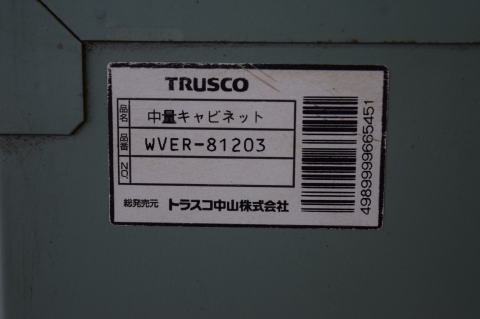 TRUSCO
品名 中量キャビネット
品番 WVER-81203
NO.
総発売元 トラスコ中山株式会社
4989999665451